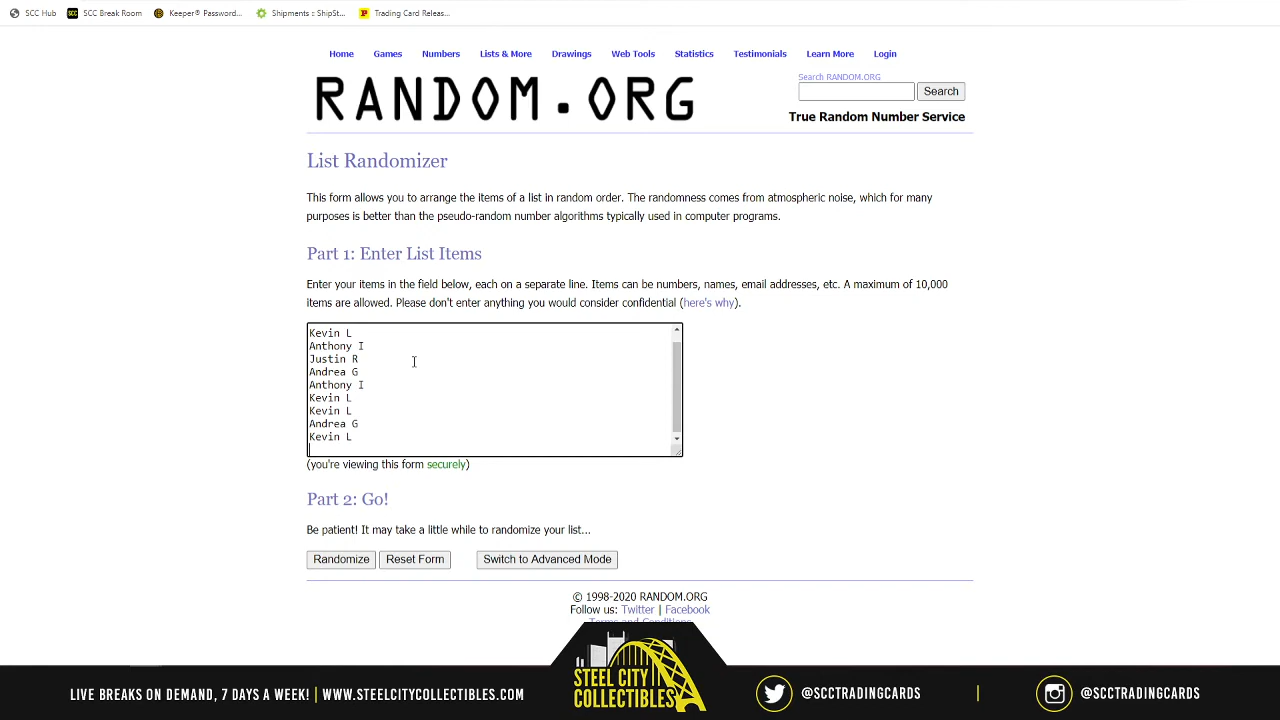 SCC Hub SCC Break Room Keeper® Password... Shipments :: ShipSt... Trading Card Releas...
Home Games Numbers Lists & More Drawings Web Tools Statistics Testimonials Learn More Login
RANDOM.ORG
Search RANDOM.ORG
Search
True Random Number Service
List Randomizer
This form allows you to arrange the items of a list in random order. The randomness comes from atmospheric noise, which for many
purposes is better than the pseudo-random number algorithms typically used in computer programs.
Part 1: Enter List Items
Enter your items in the field below, each on a separate line. Items can be numbers, names, email addresses, etc. A maximum of 10,000
items are allowed. Please don't enter anything you would consider confidential (here's why).
Kevin L
Anthony I
Justin R
Andrea G
Anthony I
Kevin L
Kevin L
Andrea G
Kevin L
(you're viewing this form securely)
Part 2: Go!
Be patient! It may take a little while to randomize your list...
Randomize Reset Form Switch to Advanced Mode
© 1998-2020 RANDOM.ORG
Follow us: Twitter | Facebook
Terms and Conditions
LIVE BREAKS ON DEMAND, 7 DAYS A WEEK! | WWW.STEELCITYCOLLECTIBLES.COM
STEEL CITY
COLLECTIBLES
@SCCTRADINGCARDS | @SCCTRADINGCARDS